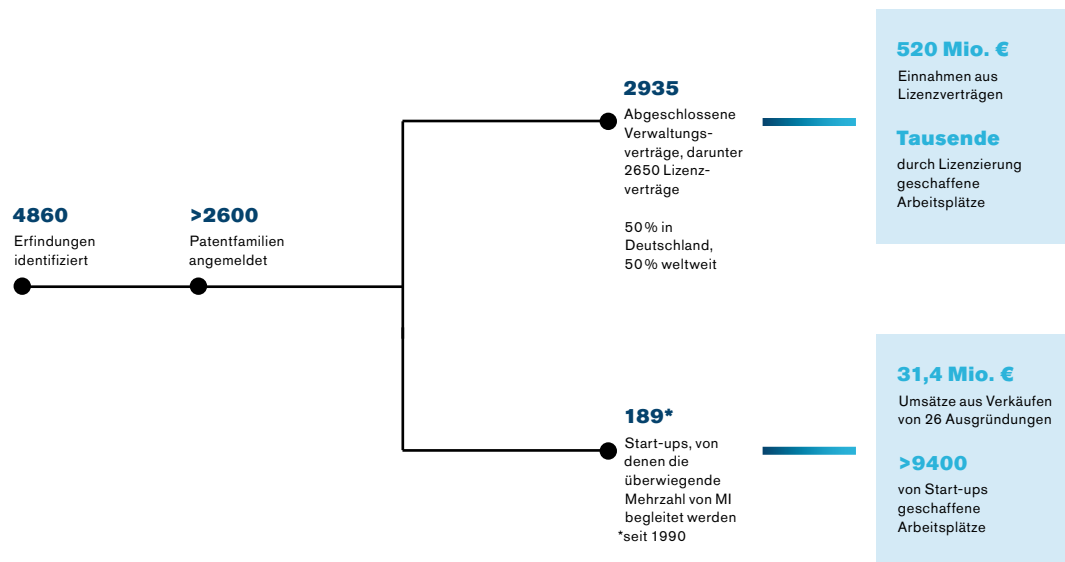 4860
Erfindungen
identifiziert
>2600
Patentfamilien
angemeldet
2935
Abgeschlossene
Verwaltungs-
verträge, darunter
2650 Lizenz-
verträge
50% in
Deutschland,
50% weltweit
520 Mio. €
Einnahmen aus
Lizenzverträgen
Tausende
durch Lizenzierung
geschaffene
Arbeitsplätze
189*
Start-ups, von
denen die
überwiegende
Mehrzahl von MI
begleitet werden
*seit 1990
31,4 Mio. €
Umsätze aus Verkäufen
von 26 Ausgründungen
>9400
von Start-ups
geschaffene
Arbeitsplätze